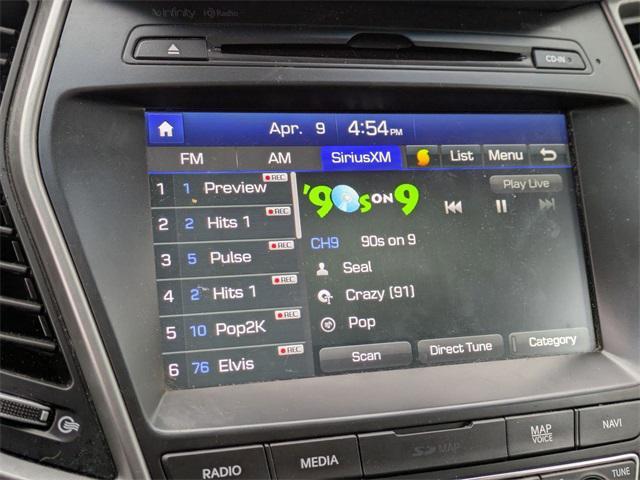 infinity HD Radio
CD-IN
Apr. 9 4:54PM
FM AM SiriusXM List Menu
1 1 Preview REC
2 2 Hits 1 REC
3 5 Pulse REC
4 2 Hits 1 REC
5 10 Pop2K REC
6 76 Elvis REC
'90s ON 9
Play Live
CH9 90s on 9
Seal
Crazy (91)
Pop
Scan Direct Tune Category
RADIO MEDIA SD MAP MAP VOICE NAVI
TUNE